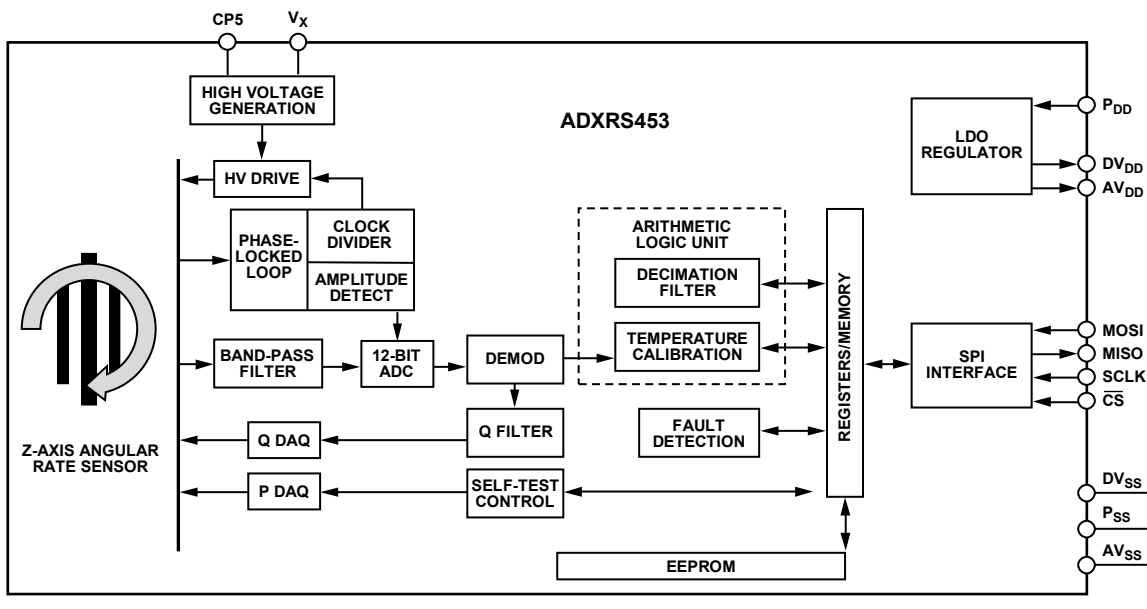 CP5
VX
HIGH VOLTAGE
GENERATION
ADXRS453
LDO
REGULATOR
PDD
DVDD
AVDD
HV DRIVE
PHASE-
LOCKED
LOOP
CLOCK
DIVIDER
AMPLITUDE
DETECT
ARITHMETIC
LOGIC UNIT
DECIMATION
FILTER
TEMPERATURE
CALIBRATION
REGISTERS/MEMORY
SPI
INTERFACE
MOSI
MISO
SCLK
CS
BAND-PASS
FILTER
12-BIT
ADC
DEMOD
Z-AXIS ANGULAR
RATE SENSOR
Q DAQ
Q FILTER
FAULT
DETECTION
P DAQ
SELF-TEST
CONTROL
EEPROM
DVSS
PSS
AVSS